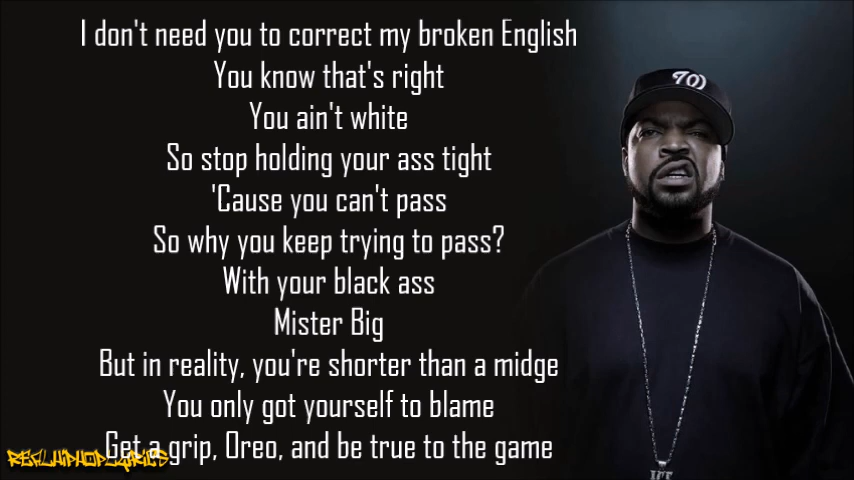 I don't need you to correct my broken English
You know that's right
You ain't white
So stop holding your ass tight
'Cause you can't pass
So why you keep trying to pass?
With your black ass
Mister Big
But in reality, you're shorter than a midge
You only got yourself to blame
Get a grip, Oreo, and be true to the game
REALHIPHOPLYRICS